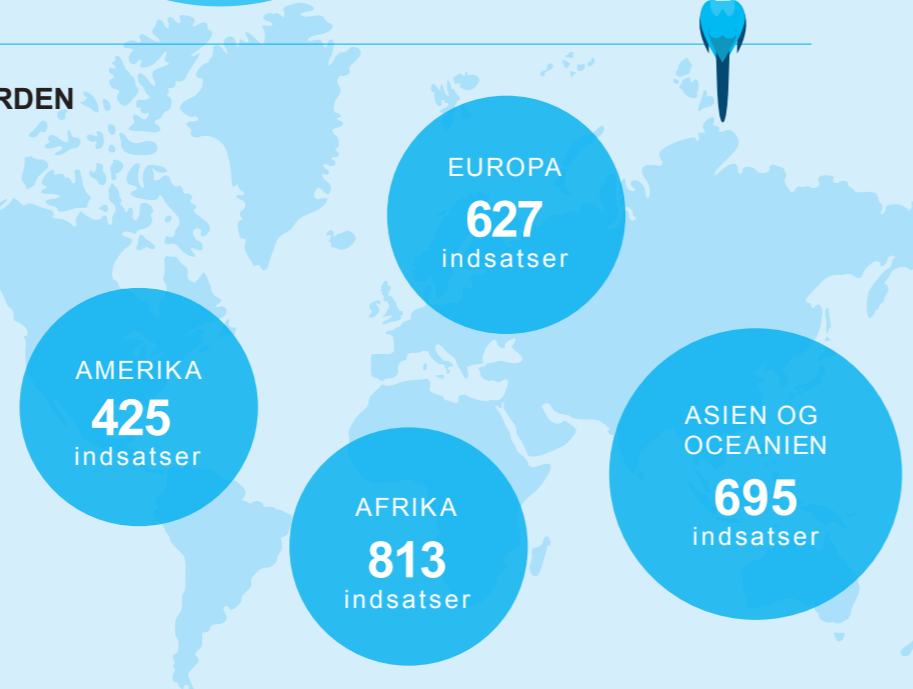 RDEN
EUROPA
627
indsatser
AMERIKA
425
indsatser
ASIEN OG
OCEANIEN
695
indsatser
AFRIKA
813
indsatser